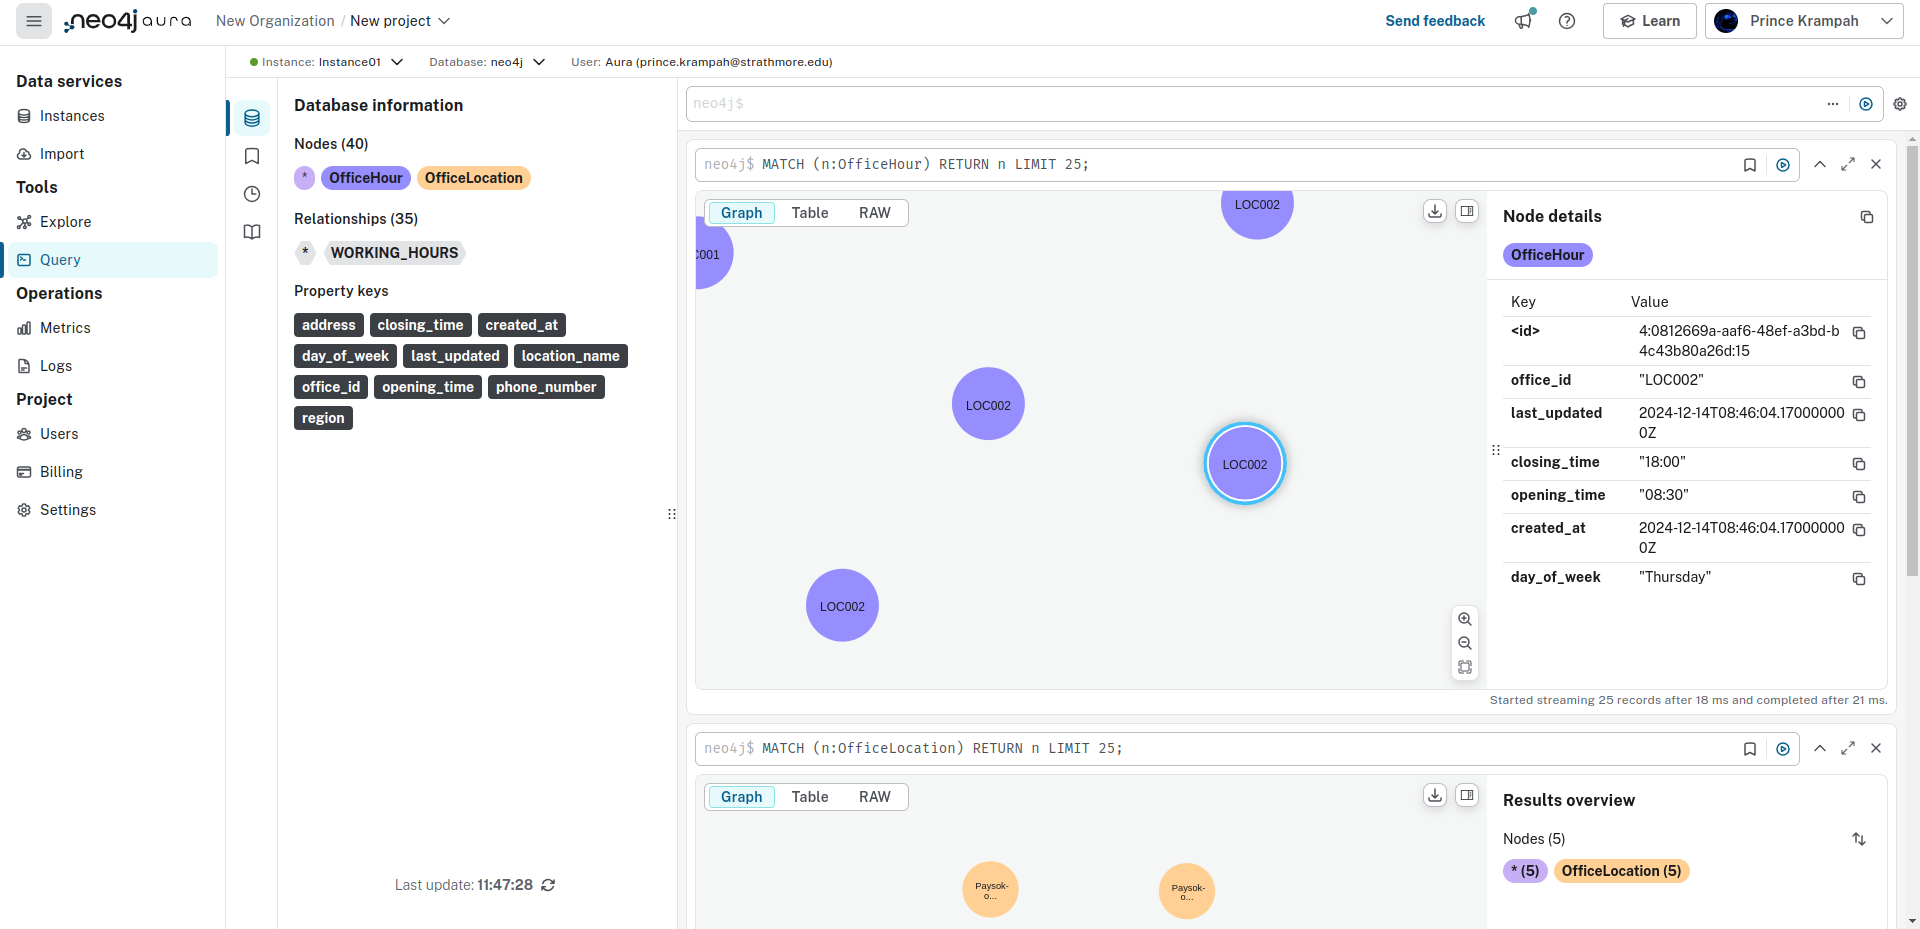 neo4j aura
New Organization / New project
Send feedback
Learn
Prince Krampah
Data services
Instances
Import
Tools
Explore
Query
Operations
Metrics
Logs
Project
Users
Billing
Settings
Instance: Instance01
Database: neo4j
User: Aura (prince.krampah@strathmore.edu)
Database information
Nodes (40)
* OfficeHour OfficeLocation
Relationships (35)
* WORKING_HOURS
Property keys
address closing_time created_at
day_of_week last_updated location_name
office_id opening_time phone_number
region
Last update: 11:47:28
neo4j$
neo4j$ MATCH (n:OfficeHour) RETURN n LIMIT 25;
Graph Table RAW
LOC002
C001
LOC002
LOC002
LOC002
Node details
OfficeHour
Key Value
<id> 4:0812669a-aaf6-48ef-a3bd-b
4c43b80a26d:15
office_id "LOC002"
last_updated 2024-12-14T08:46:04.17000000
0Z
closing_time "18:00"
opening_time "08:30"
created_at 2024-12-14T08:46:04.17000000
0Z
day_of_week "Thursday"
Started streaming 25 records after 18 ms and completed after 21 ms.
neo4j$ MATCH (n:OfficeLocation) RETURN n LIMIT 25;
Graph Table RAW
Paysok-
o...
Paysok-
o...
Results overview
Nodes (5)
* (5) OfficeLocation (5)